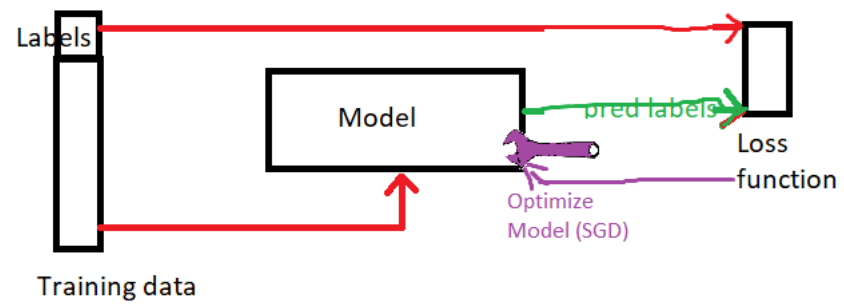 Labels
Model
pred labels
Loss
function
Optimize
Model (SGD)
Training data